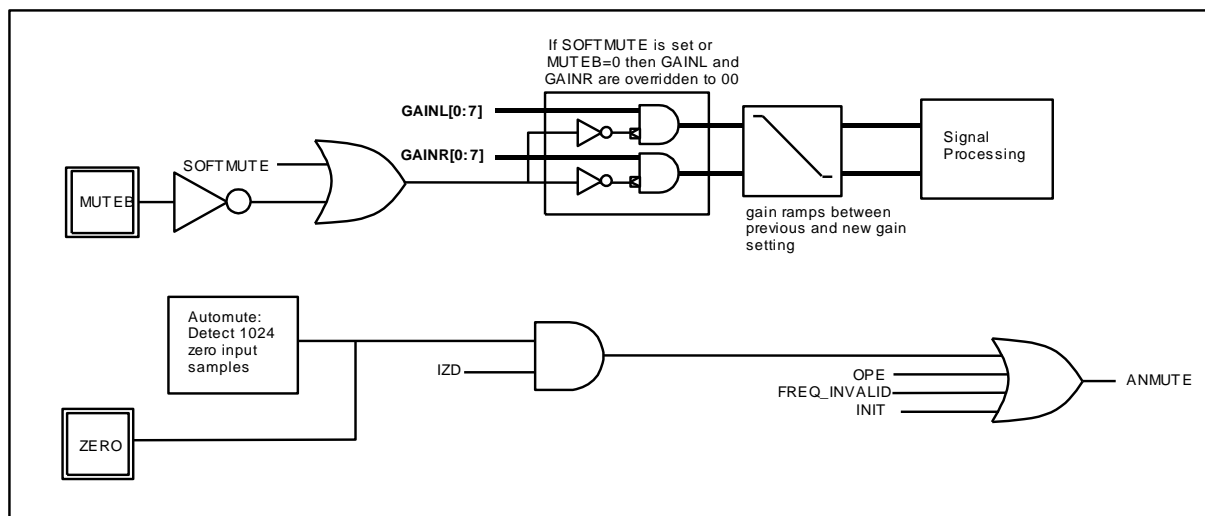 If SOFTMUTE is set or
MUTEB=0 then GAINL and
GAINR are overridden to 00
GAINL[0:7]
GAINR[0:7]
SOFTMUTE
MUTEB
Signal
Processing
gain ramps between
previous and new gain
setting
Automute:
Detect 1024
zero input
samples
IZD
OPE
FREQ_INVALID
INIT
ANMUTE
ZERO